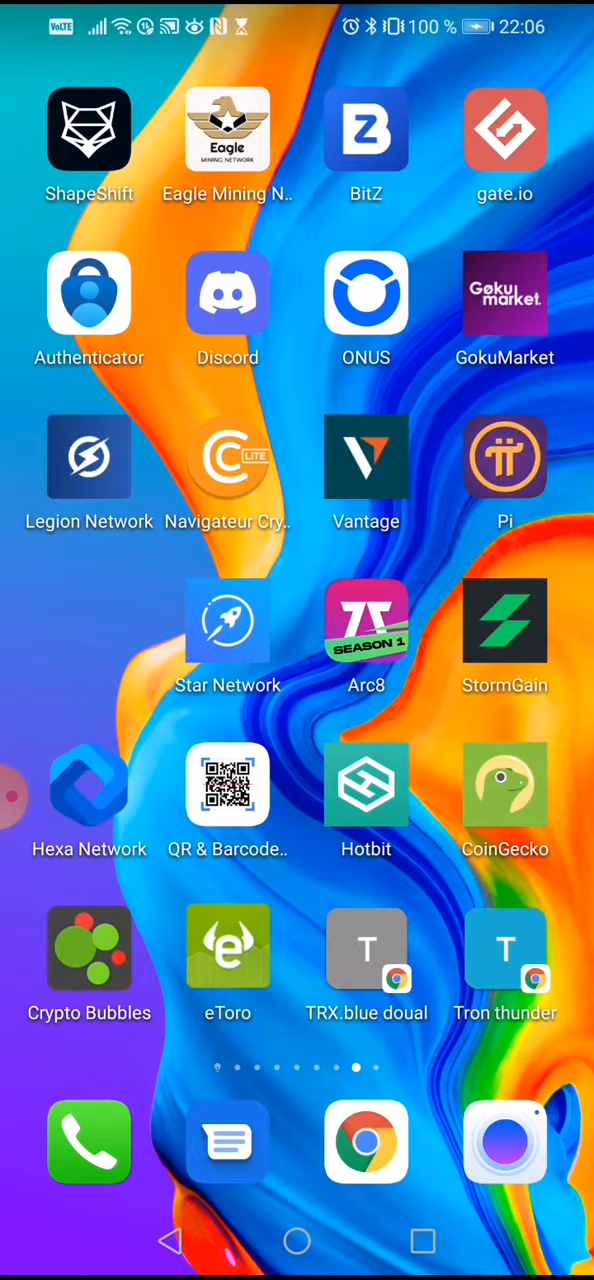 VoLTE 100 % 22:06
Eagle
MINING NETWORK
ShapeShift Eagle Mining N.. BitZ gate.io
Goku
market.
Authenticator Discord ONUS GokuMarket
LITE
Legion Network Navigateur Cry.. Vantage Pi
SEASON 1
Star Network Arc8 StormGain
Hexa Network QR & Barcode.. Hotbit CoinGecko
e T T
Crypto Bubbles eToro TRX.blue doual Tron thunder